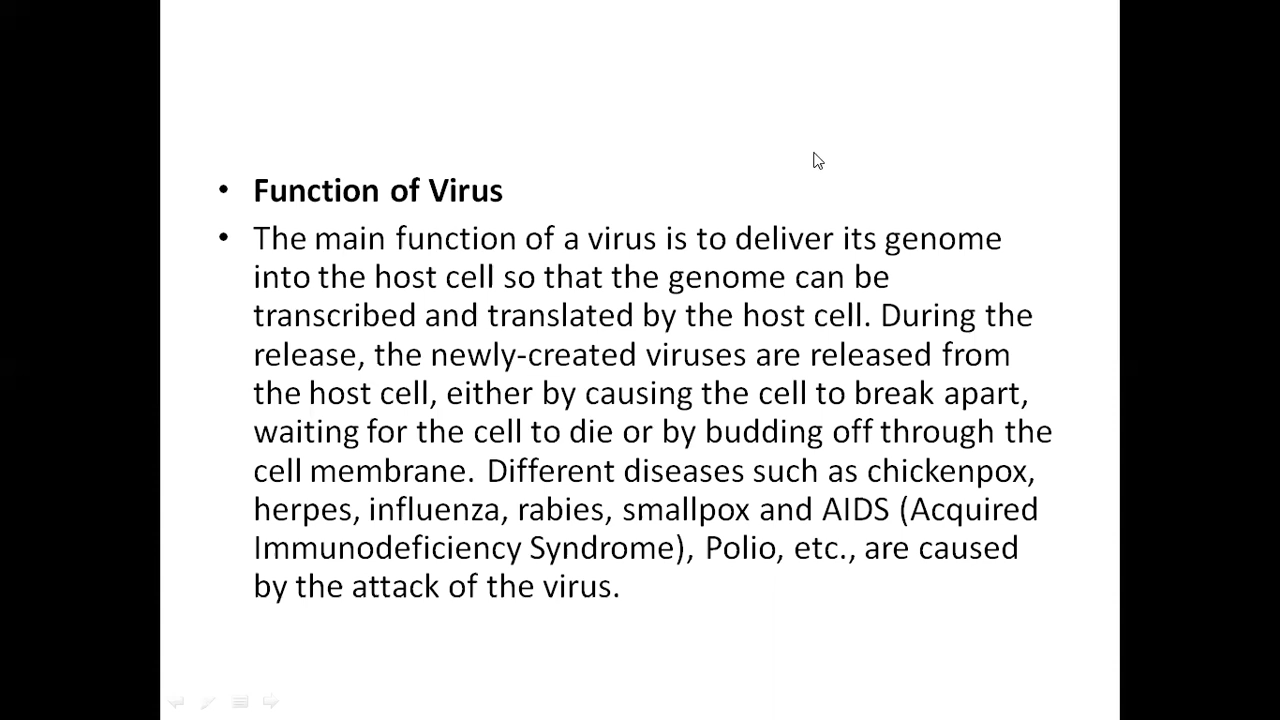 • Function of Virus
• The main function of a virus is to deliver its genome
into the host cell so that the genome can be
transcribed and translated by the host cell. During the
release, the newly-created viruses are released from
the host cell, either by causing the cell to break apart,
waiting for the cell to die or by budding off through the
cell membrane. Different diseases such as chickenpox,
herpes, influenza, rabies, smallpox and AIDS (Acquired
Immunodeficiency Syndrome), Polio, etc., are caused
by the attack of the virus.